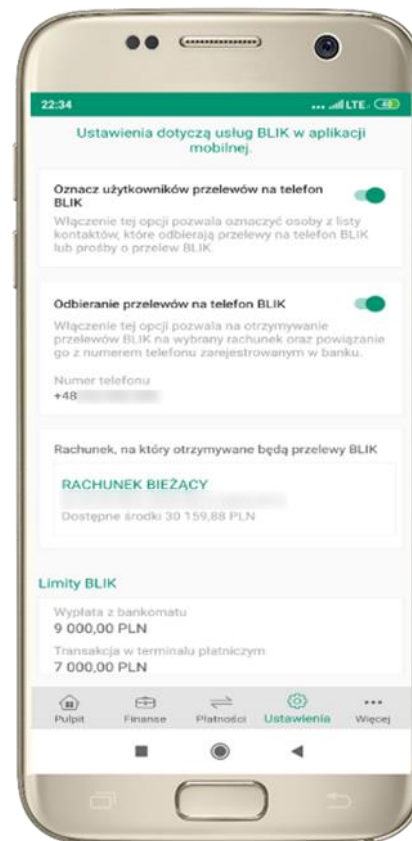 22:34
LTE
Ustawienia dotyczą usług BLIK w aplikacji
mobilnej.
Oznacz użytkowników przelewów na telefon
BLIK
Włączenie tej opcji pozwala oznaczyć osoby z listy
kontaktów, które odbierają przelewy na telefon BLIK
lub prośby o przelew BLIK
Odbieranie przelewów na telefon BLIK
Włączenie tej opcji pozwala na otrzymywanie
przelewów BLIK na wybrany rachunek oraz powiązanie
go z numerem telefonu zarejestrowanym w banku.
Numer telefonu
+48
Rachunek, na który otrzymywane będą przelewy BLIK
RACHUNEK BIEŻĄCY
Dostępne środki 30 159,88 PLN
Limity BLIK
Wypłata z bankomatu
9 000,00 PLN
Transakcja w terminalu płatniczym
7 000,00 PLN
Pulpit Finanse Płatności Ustawienia Więcej